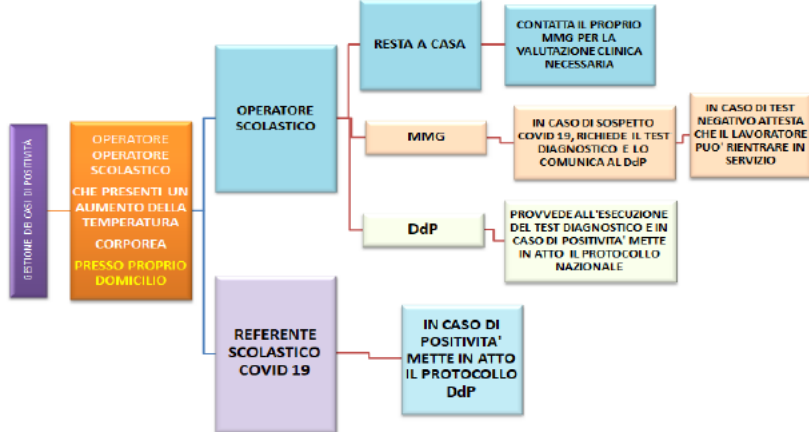 GESTIONE DEI CASI DI POSITIVITÀ
OPERATORE
OPERATORE
SCOLASTICO
CHE PRESENTI UN
AUMENTO DELLA
TEMPERATURA
CORPOREA
PRESSO PROPRIO
DOMICILIO
OPERATORE
SCOLASTICO
RESTA A CASA
CONTATTA IL PROPRIO
MMG PER LA
VALUTAZIONE CLINICA
NECESSARIA
MMG
IN CASO DI SOSPETTO
COVID 19, RICHIEDE IL TEST
DIAGNOSTICO E LO
COMUNICA AL DdP
IN CASO DI TEST
NEGATIVO ATTESTA
CHE IL LAVORATORE
PUO' RIENTRARE IN
SERVIZIO
DdP
PROVVEDE ALL'ESECUZIONE
DEL TEST DIAGNOSTICO E IN
CASO DI POSITIVITA' METTE
IN ATTO IL PROTOCOLLO
NAZIONALE
REFERENTE
SCOLASTICO
COVID 19
IN CASO DI
POSITIVITA'
METTE IN ATTO
IL PROTOCOLLO
DdP